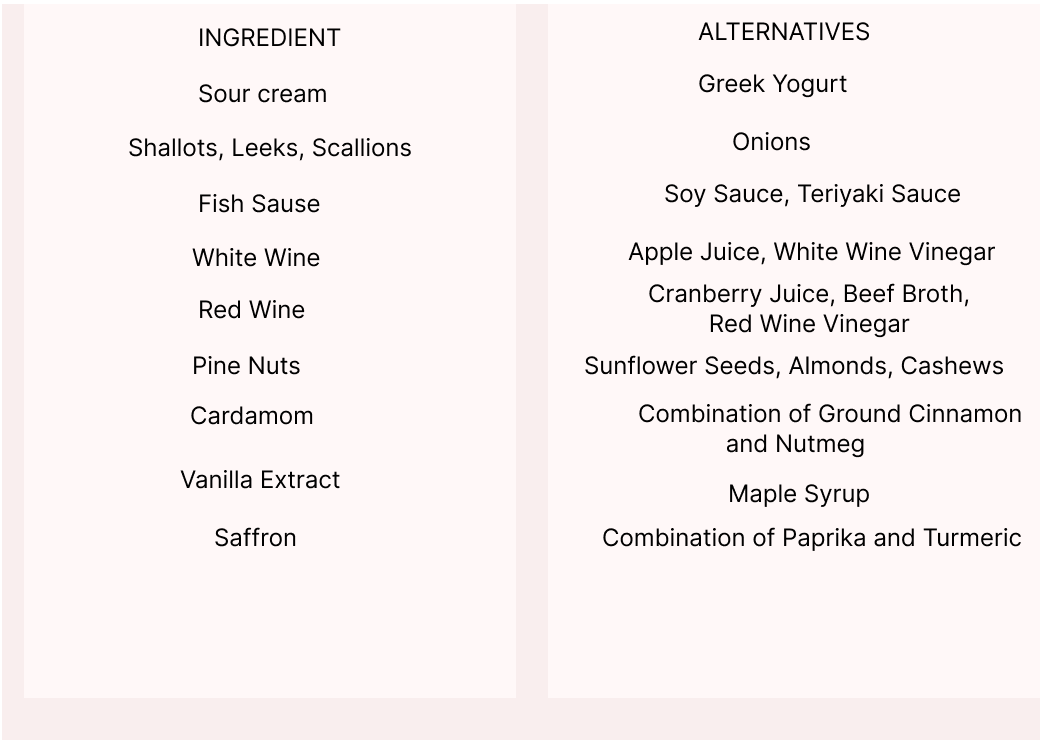 INGREDIENT
Sour cream
Shallots, Leeks, Scallions
Fish Sause
White Wine
Red Wine
Pine Nuts
Cardamom
Vanilla Extract
Saffron
ALTERNATIVES
Greek Yogurt
Onions
Soy Sauce, Teriyaki Sauce
Apple Juice, White Wine Vinegar
Cranberry Juice, Beef Broth,
Red Wine Vinegar
Sunflower Seeds, Almonds, Cashews
Combination of Ground Cinnamon
and Nutmeg
Maple Syrup
Combination of Paprika and Turmeric